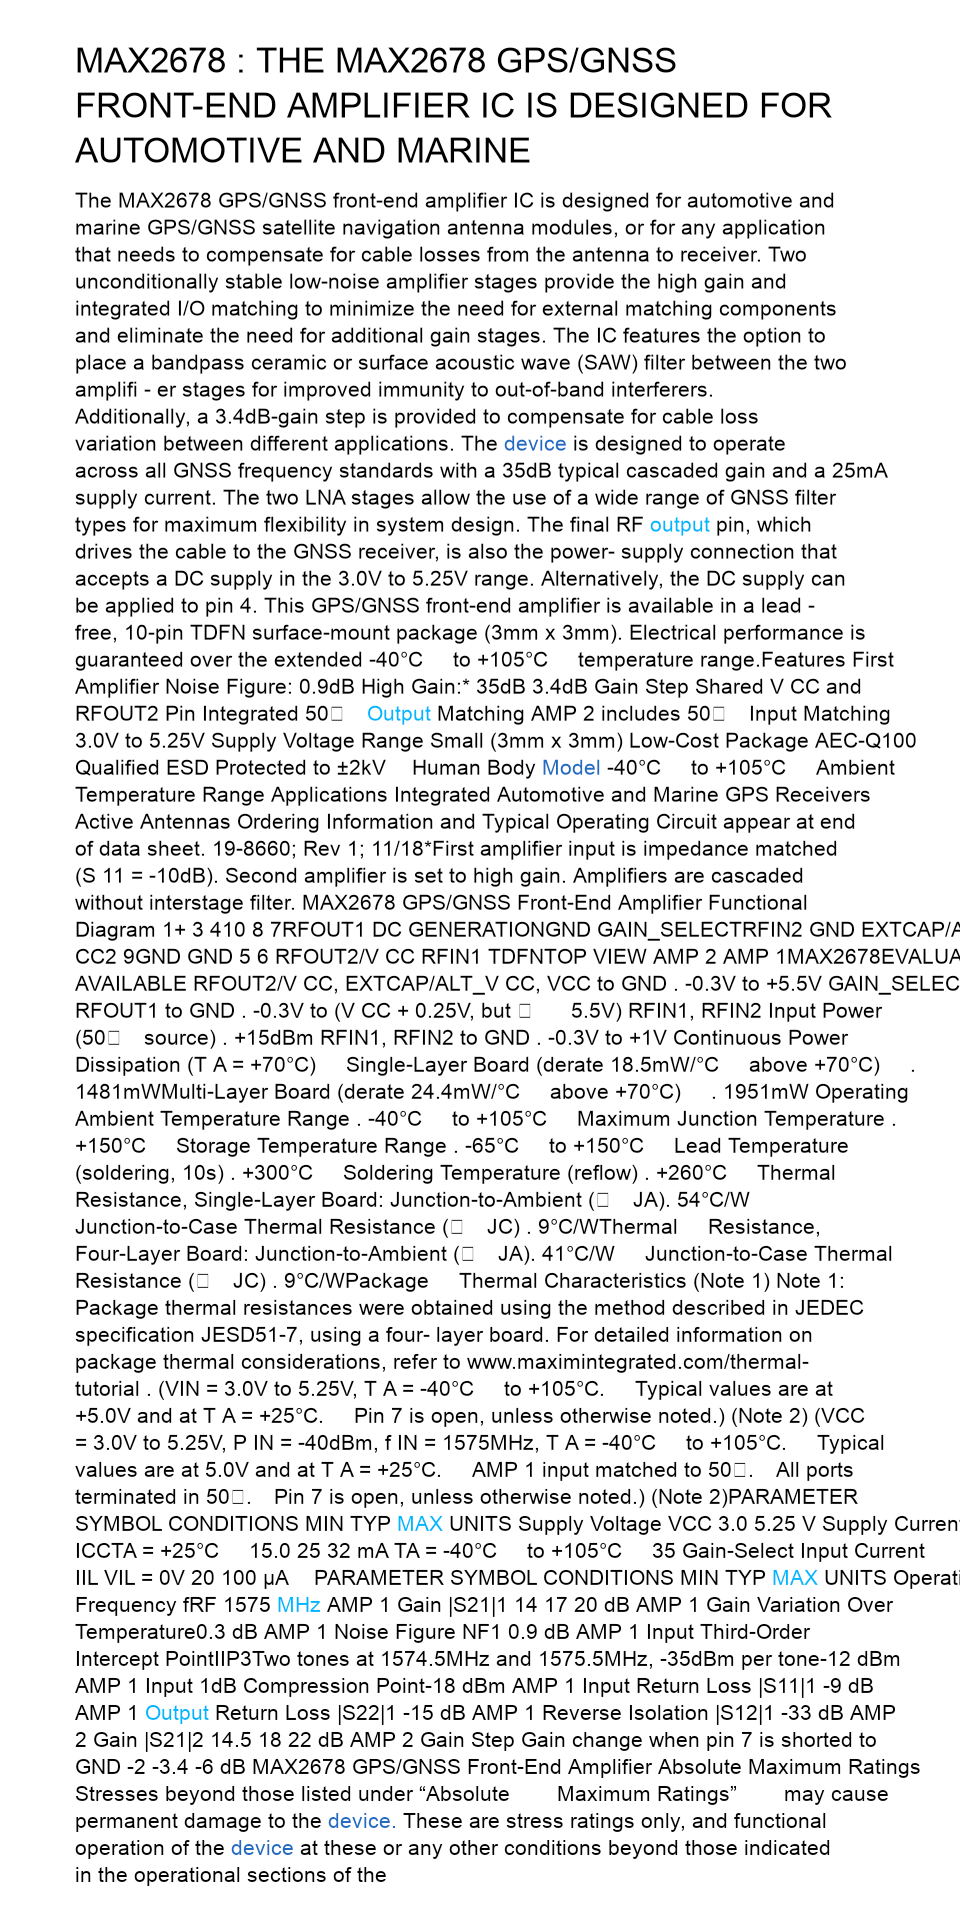 MAX2678 : THE MAX2678 GPS/GNSS
FRONT-END AMPLIFIER IC IS DESIGNED FOR
AUTOMOTIVE AND MARINE
The MAX2678 GPS/GNSS front-end amplifier IC is designed for automotive and
marine GPS/GNSS satellite navigation antenna modules, or for any application
that needs to compensate for cable losses from the antenna to receiver. Two
unconditionally stable low-noise amplifier stages provide the high gain and
integrated I/O matching to minimize the need for external matching components
and eliminate the need for additional gain stages. The IC features the option to
place a bandpass ceramic or surface acoustic wave (SAW) filter between the two
amplifi - er stages for improved immunity to out-of-band interferers.
Additionally, a 3.4dB-gain step is provided to compensate for cable loss
variation between different applications. The device is designed to operate
across all GNSS frequency standards with a 35dB typical cascaded gain and a 25mA
supply current. The two LNA stages allow the use of a wide range of GNSS filter
types for maximum flexibility in system design. The final RF output pin, which
drives the cable to the GNSS receiver, is also the power- supply connection that
accepts a DC supply in the 3.0V to 5.25V range. Alternatively, the DC supply can
be applied to pin 4. This GPS/GNSS front-end amplifier is available in a lead -
free, 10-pin TDFN surface-mount package (3mm x 3mm). Electrical performance is
guaranteed over the extended -40°C to +105°C temperature range.Features First
Amplifier Noise Figure: 0.9dB High Gain:* 35dB 3.4dB Gain Step Shared V CC and
RFOUT2 Pin Integrated 50□ Output Matching AMP 2 includes 50□ Input Matching
3.0V to 5.25V Supply Voltage Range Small (3mm x 3mm) Low-Cost Package AEC-Q100
Qualified ESD Protected to ±2kV Human Body Model -40°C to +105°C Ambient
Temperature Range Applications Integrated Automotive and Marine GPS Receivers
Active Antennas Ordering Information and Typical Operating Circuit appear at end
of data sheet. 19-8660; Rev 1; 11/18*First amplifier input is impedance matched
(S 11 = -10dB). Second amplifier is set to high gain. Amplifiers are cascaded
without interstage filter. MAX2678 GPS/GNSS Front-End Amplifier Functional
Diagram 1+ 3 410 8 7RFOUT1 DC GENERATIONGND GAIN_SELECTRFIN2 GND EXTCAP/A
CC2 9GND GND 5 6 RFOUT2/V CC RFIN1 TDFNTOP VIEW AMP 2 AMP 1MAX2678EVALUA
AVAILABLE RFOUT2/V CC, EXTCAP/ALT_V CC, VCC to GND . -0.3V to +5.5V GAIN_SELEC
RFOUT1 to GND . -0.3V to (V CC + 0.25V, but □ 5.5V) RFIN1, RFIN2 Input Power
(50□ source) . +15dBm RFIN1, RFIN2 to GND . -0.3V to +1V Continuous Power
Dissipation (T A = +70°C) Single-Layer Board (derate 18.5mW/°C above +70°C) .
1481mWMulti-Layer Board (derate 24.4mW/°C above +70°C) . 1951mW Operating
Ambient Temperature Range . -40°C to +105°C Maximum Junction Temperature .
+150°C Storage Temperature Range . -65°C to +150°C Lead Temperature
(soldering, 10s) . +300°C Soldering Temperature (reflow) . +260°C Thermal
Resistance, Single-Layer Board: Junction-to-Ambient (□ JA). 54°C/W
Junction-to-Case Thermal Resistance (□ JC) . 9°C/WThermal Resistance,
Four-Layer Board: Junction-to-Ambient (□ JA). 41°C/W Junction-to-Case Thermal
Resistance (□ JC) . 9°C/WPackage Thermal Characteristics (Note 1) Note 1:
Package thermal resistances were obtained using the method described in JEDEC
specification JESD51-7, using a four- layer board. For detailed information on
package thermal considerations, refer to www.maximintegrated.com/thermal-
tutorial . (VIN = 3.0V to 5.25V, T A = -40°C to +105°C. Typical values are at
+5.0V and at T A = +25°C. Pin 7 is open, unless otherwise noted.) (Note 2) (VCC
= 3.0V to 5.25V, P IN = -40dBm, f IN = 1575MHz, T A = -40°C to +105°C. Typical
values are at 5.0V and at T A = +25°C. AMP 1 input matched to 50□. All ports
terminated in 50□. Pin 7 is open, unless otherwise noted.) (Note 2)PARAMETER
SYMBOL CONDITIONS MIN TYP MAX UNITS Supply Voltage VCC 3.0 5.25 V Supply Current
ICCTA = +25°C 15.0 25 32 mA TA = -40°C to +105°C 35 Gain-Select Input Current
IIL VIL = 0V 20 100 µA PARAMETER SYMBOL CONDITIONS MIN TYP MAX UNITS Operati
Frequency fRF 1575 MHz AMP 1 Gain |S21|1 14 17 20 dB AMP 1 Gain Variation Over
Temperature0.3 dB AMP 1 Noise Figure NF1 0.9 dB AMP 1 Input Third-Order
Intercept PointIIP3Two tones at 1574.5MHz and 1575.5MHz, -35dBm per tone-12 dBm
AMP 1 Input 1dB Compression Point-18 dBm AMP 1 Input Return Loss |S11|1 -9 dB
AMP 1 Output Return Loss |S22|1 -15 dB AMP 1 Reverse Isolation |S12|1 -33 dB AMP
2 Gain |S21|2 14.5 18 22 dB AMP 2 Gain Step Gain change when pin 7 is shorted to
GND -2 -3.4 -6 dB MAX2678 GPS/GNSS Front-End Amplifier Absolute Maximum Ratings
Stresses beyond those listed under “Absolute Maximum Ratings” may cause
permanent damage to the device. These are stress ratings only, and functional
operation of the device at these or any other conditions beyond those indicated
in the operational sections of the